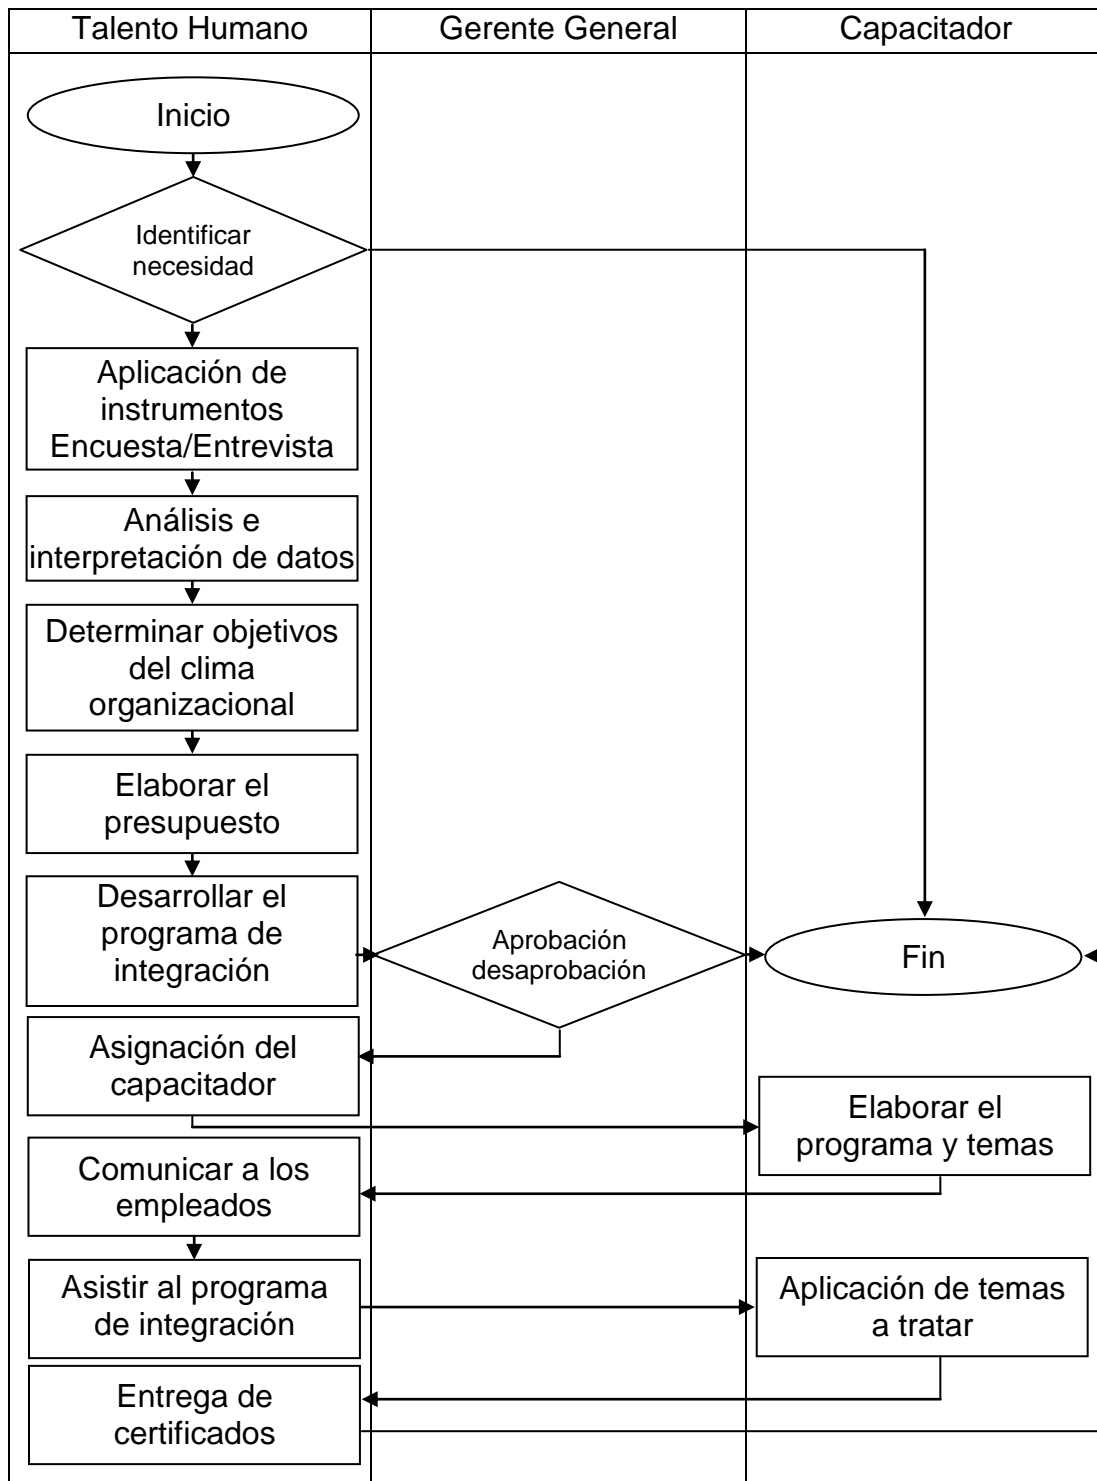 Talento Humano
Gerente General
Capacitador
Inicio
Identificar
necesidad
Aplicación de
instrumentos
Encuesta/Entrevista
Análisis e
interpretación de datos
Determinar objetivos
del clima
organizacional
Elaborar el
presupuesto
Desarrollar el
programa de
integración
Aprobación
desaprobación
Fin
Asignación del
capacitador
Elaborar el
programa y temas
Comunicar a los
empleados
Asistir al programa
de integración
Aplicación de temas
a tratar
Entrega de
certificados